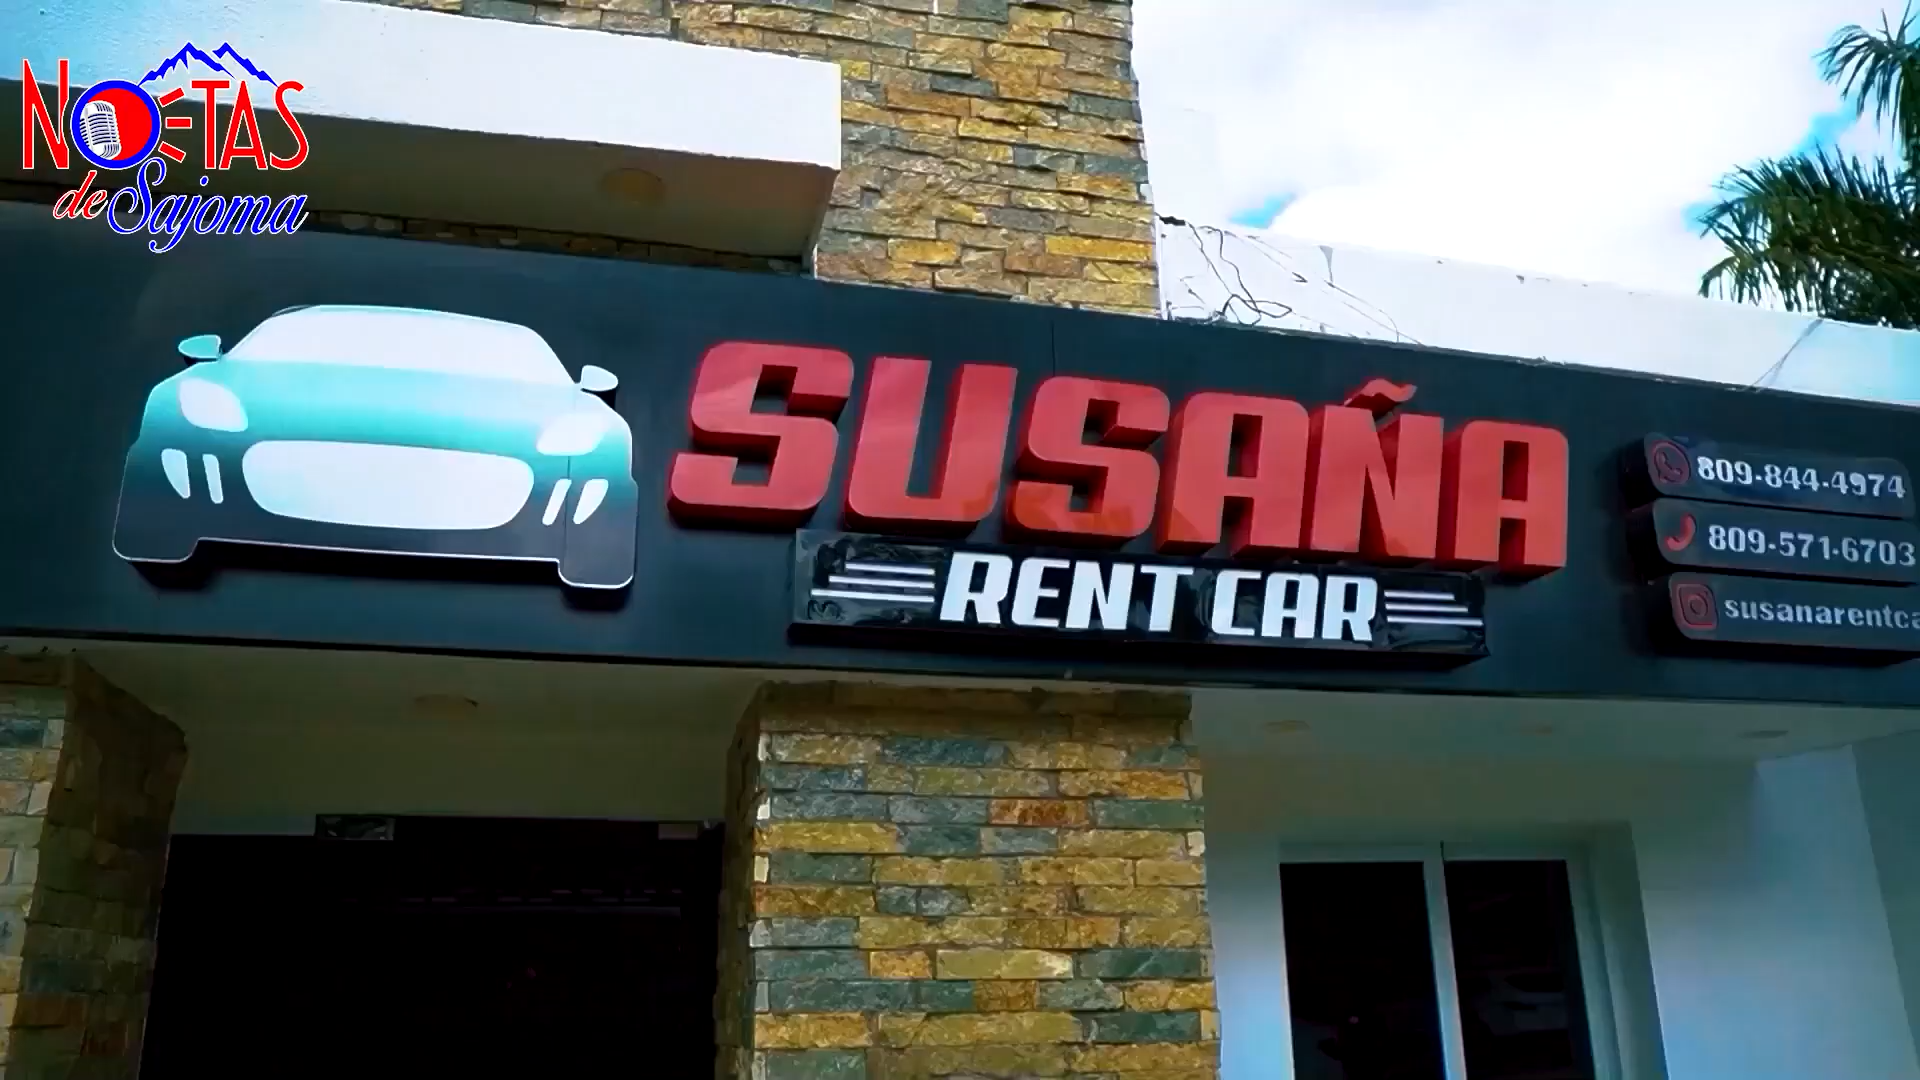 NOTAS
de Sajoma
SUSAÑA
RENT CAR
809-844-4974
809-571-6703
susanarentca